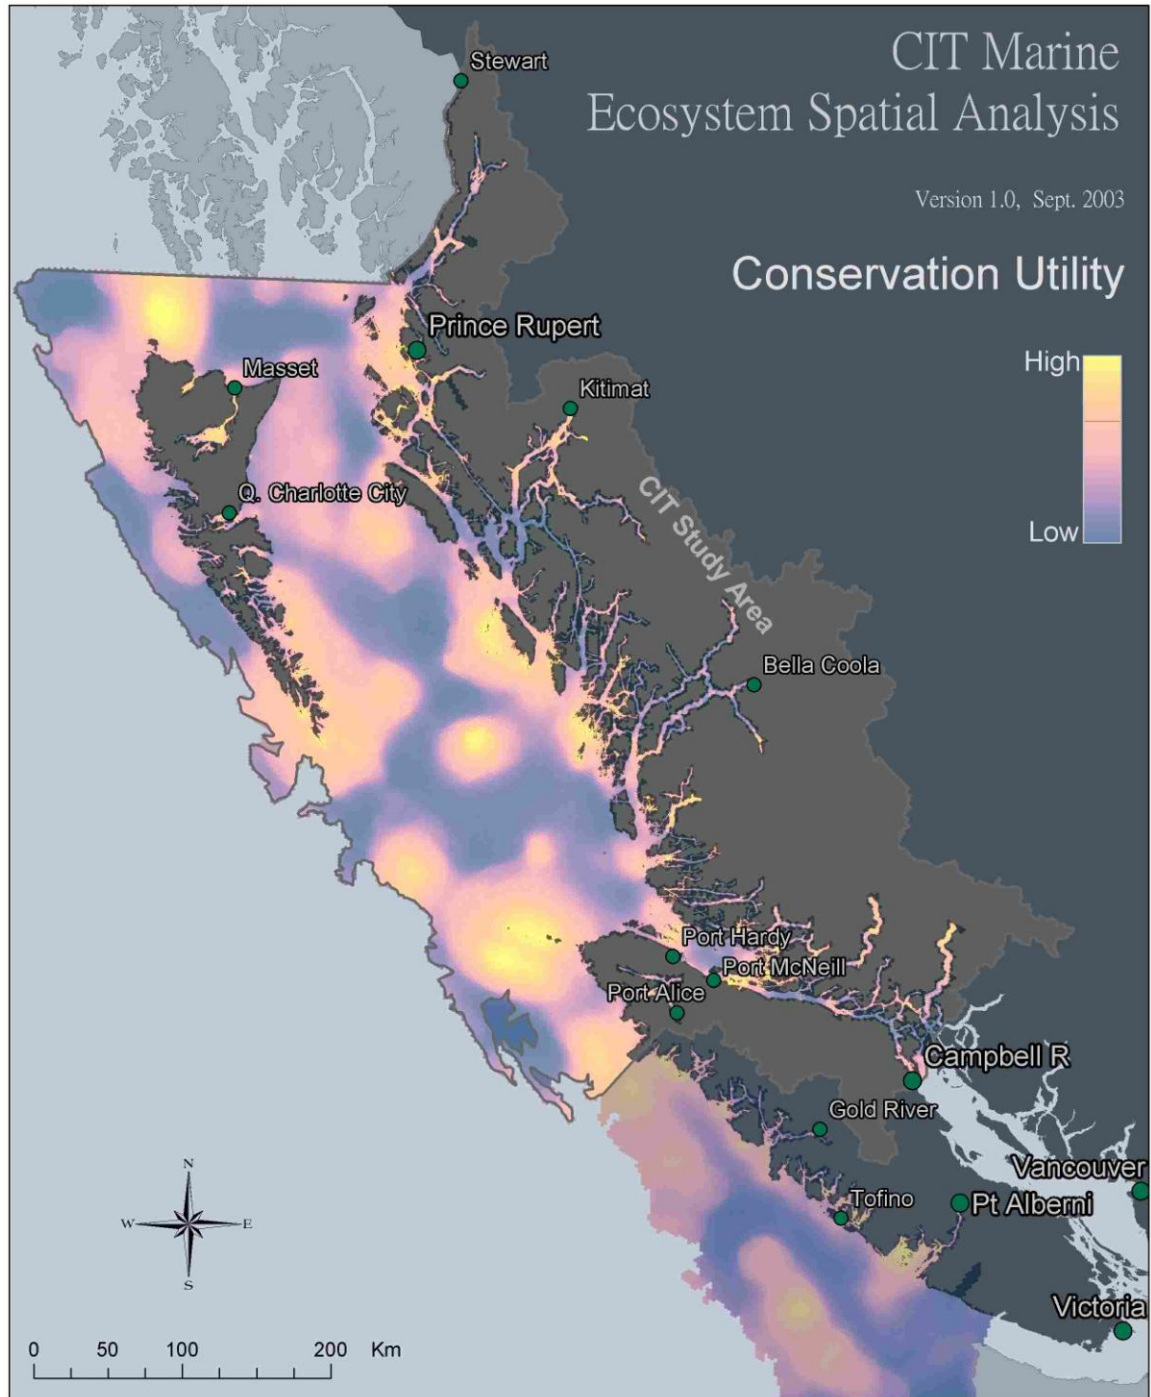 Stewart
CIT Marine
Ecosystem Spatial Analysis
Version 1.0, Sept. 2003
Conservation Utility
High
Low
Prince Rupert
Masset
Kitimat
Q. Charlotte City
CIT Study Area
Bella Coola
Port Hardy
Port McNeill
Port Alice
Campbell R
Gold River
Vancouver
Tofino
Pt Alberni
Victoria
N
W
E
S
0 50 100 200 Km